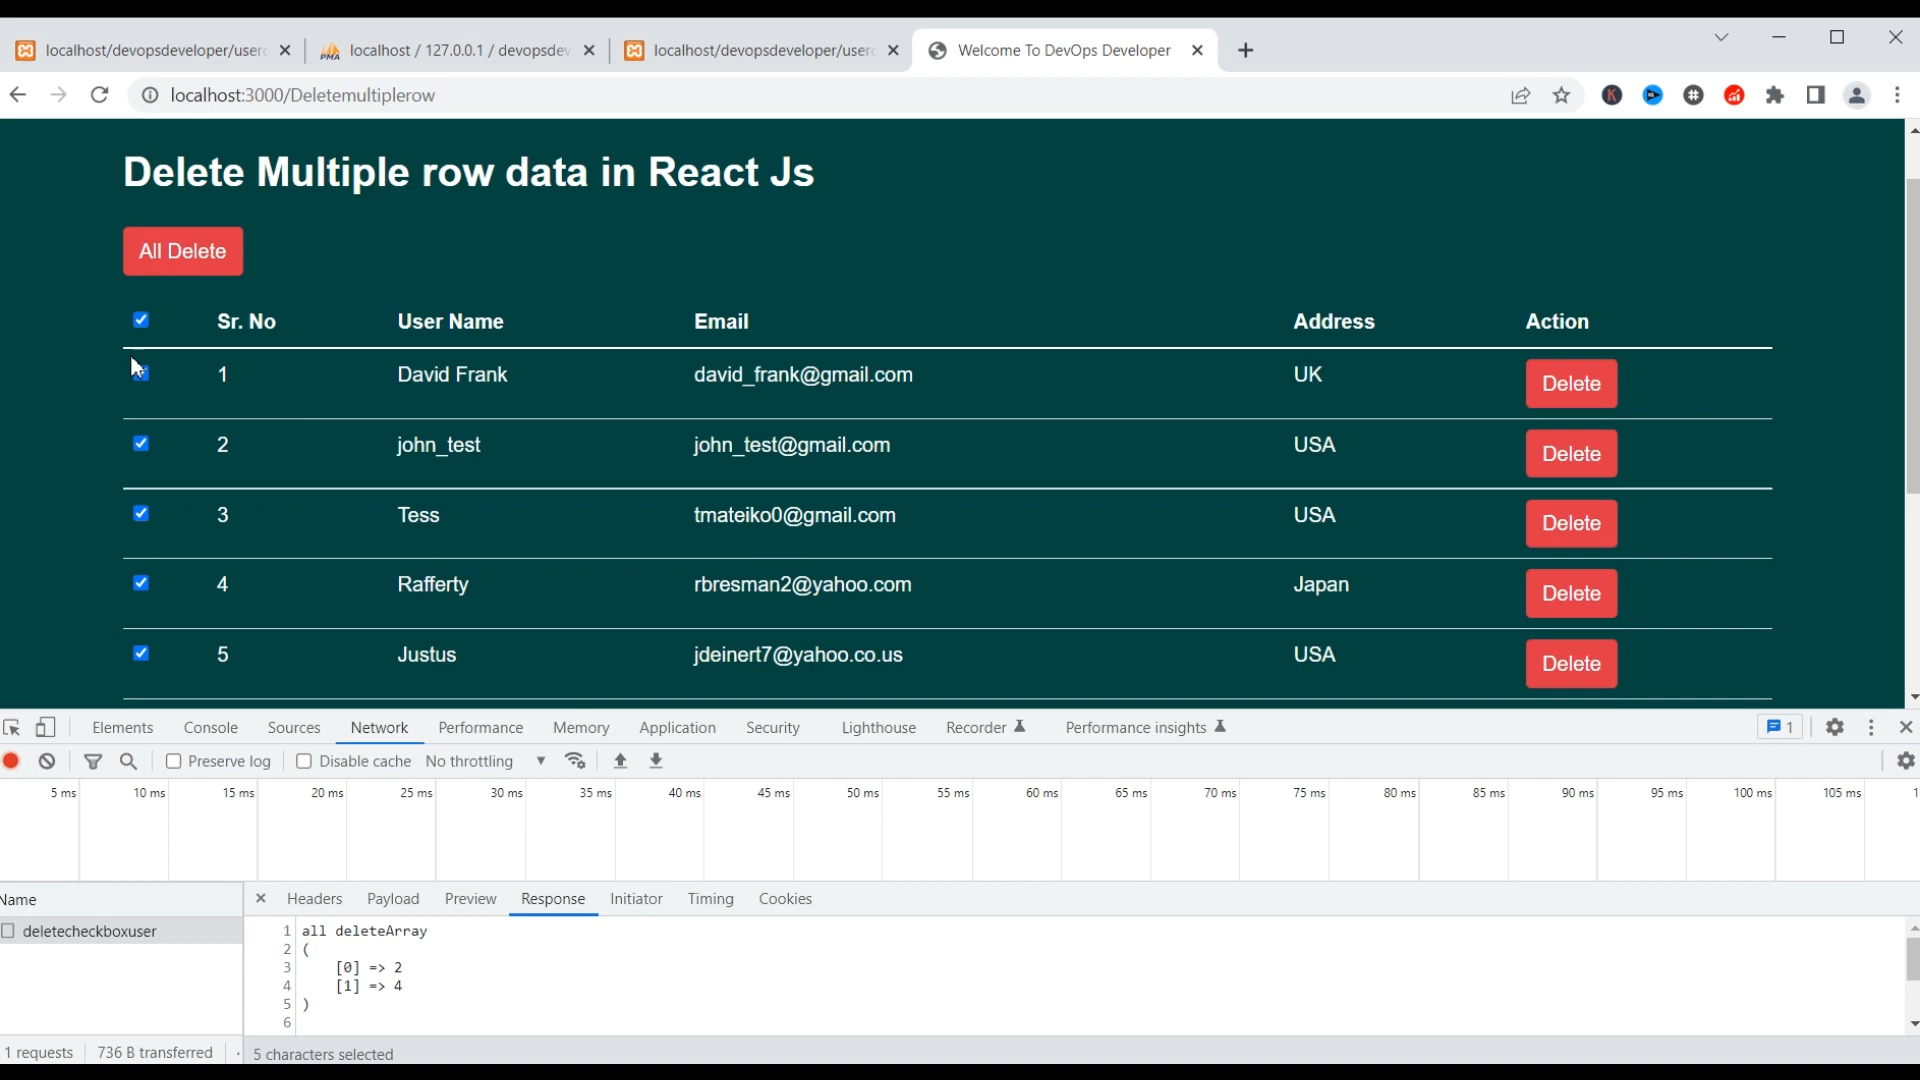 localhost/devopsdeveloper/user
localhost / 127.0.0.1 / devopsdev
localhost/devopsdeveloper/user
Welcome To DevOps Developer
localhost:3000/Deletemultiplerow
Delete Multiple row data in React Js
All Delete
Sr. No User Name Email Address Action
1 David Frank david_frank@gmail.com UK Delete
2 john_test john_test@gmail.com USA Delete
3 Tess tmateiko0@gmail.com USA Delete
4 Rafferty rbresman2@yahoo.com Japan Delete
5 Justus jdeinert7@yahoo.co.us USA Delete
Elements Console Sources Network Performance Memory Application Security Lighthouse Recorder Performance insights 1
Preserve log Disable cache No throttling
5 ms 10 ms 15 ms 20 ms 25 ms 30 ms 35 ms 40 ms 45 ms 50 ms 55 ms 60 ms 65 ms 70 ms 75 ms 80 ms 85 ms 90 ms 95 ms 100 ms 105 ms 1
Name
Headers Payload Preview Response Initiator Timing Cookies
deletecheckboxuser
1 all deleteArray
2 (
3 [0] => 2
4 [1] => 4
5 )
6
1 requests 736 B transferred
5 characters selected